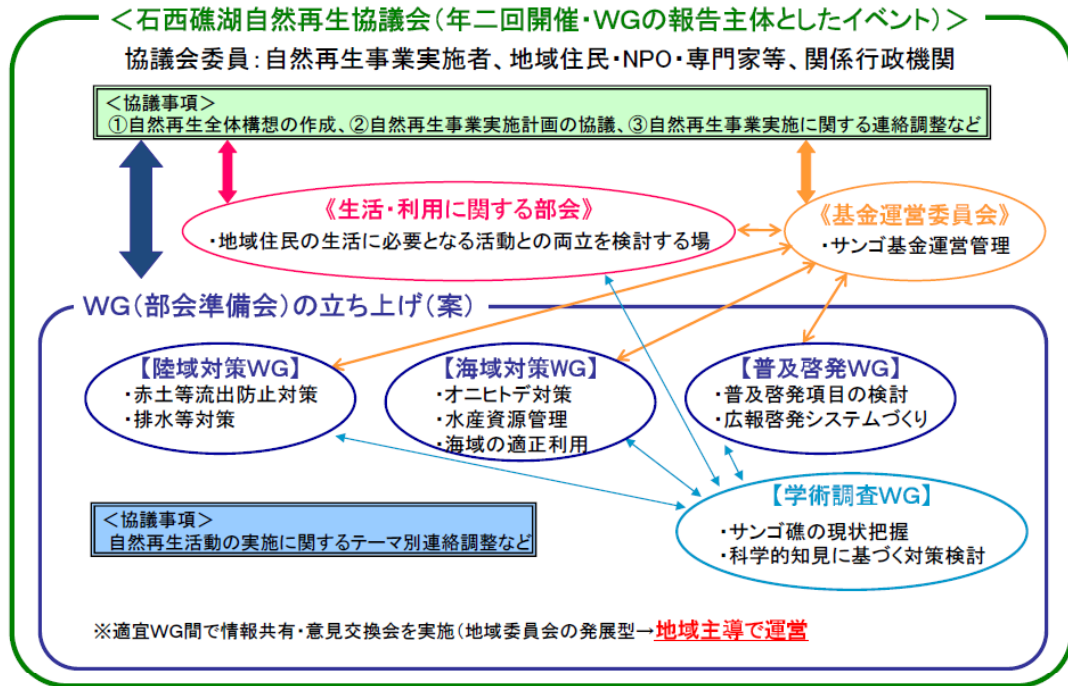 ＜石西礁湖自然再生協議会（年二回開催・WGの報告主体としたイベント）＞
協議会委員：自然再生事業実施者、地域住民・NPO・専門家等、関係行政機関
＜協議事項＞
①自然再生全体構想の作成、②自然再生事業実施計画の協議、③自然再生事業実施に関する連絡調整など
《生活・利用に関する部会》
・地域住民の生活に必要となる活動との両立を検討する場
《基金運営委員会》
・サンゴ基金運営管理
WG（部会準備会）の立ち上げ（案）
【陸域対策WG】
・赤土等流出防止対策
・排水等対策
【海域対策WG】
・オニヒトデ対策
・水産資源管理
・海域の適正利用
【普及啓発WG】
・普及啓発項目の検討
・広報啓発システムづくり
【学術調査WG】
・サンゴ礁の現状把握
・科学的知見に基づく対策検討
＜協議事項＞
自然再生活動の実施に関するテーマ別連絡調整など
※適宜WG間で情報共有・意見交換会を実施（地域委員会の発展型→地域主導で運営